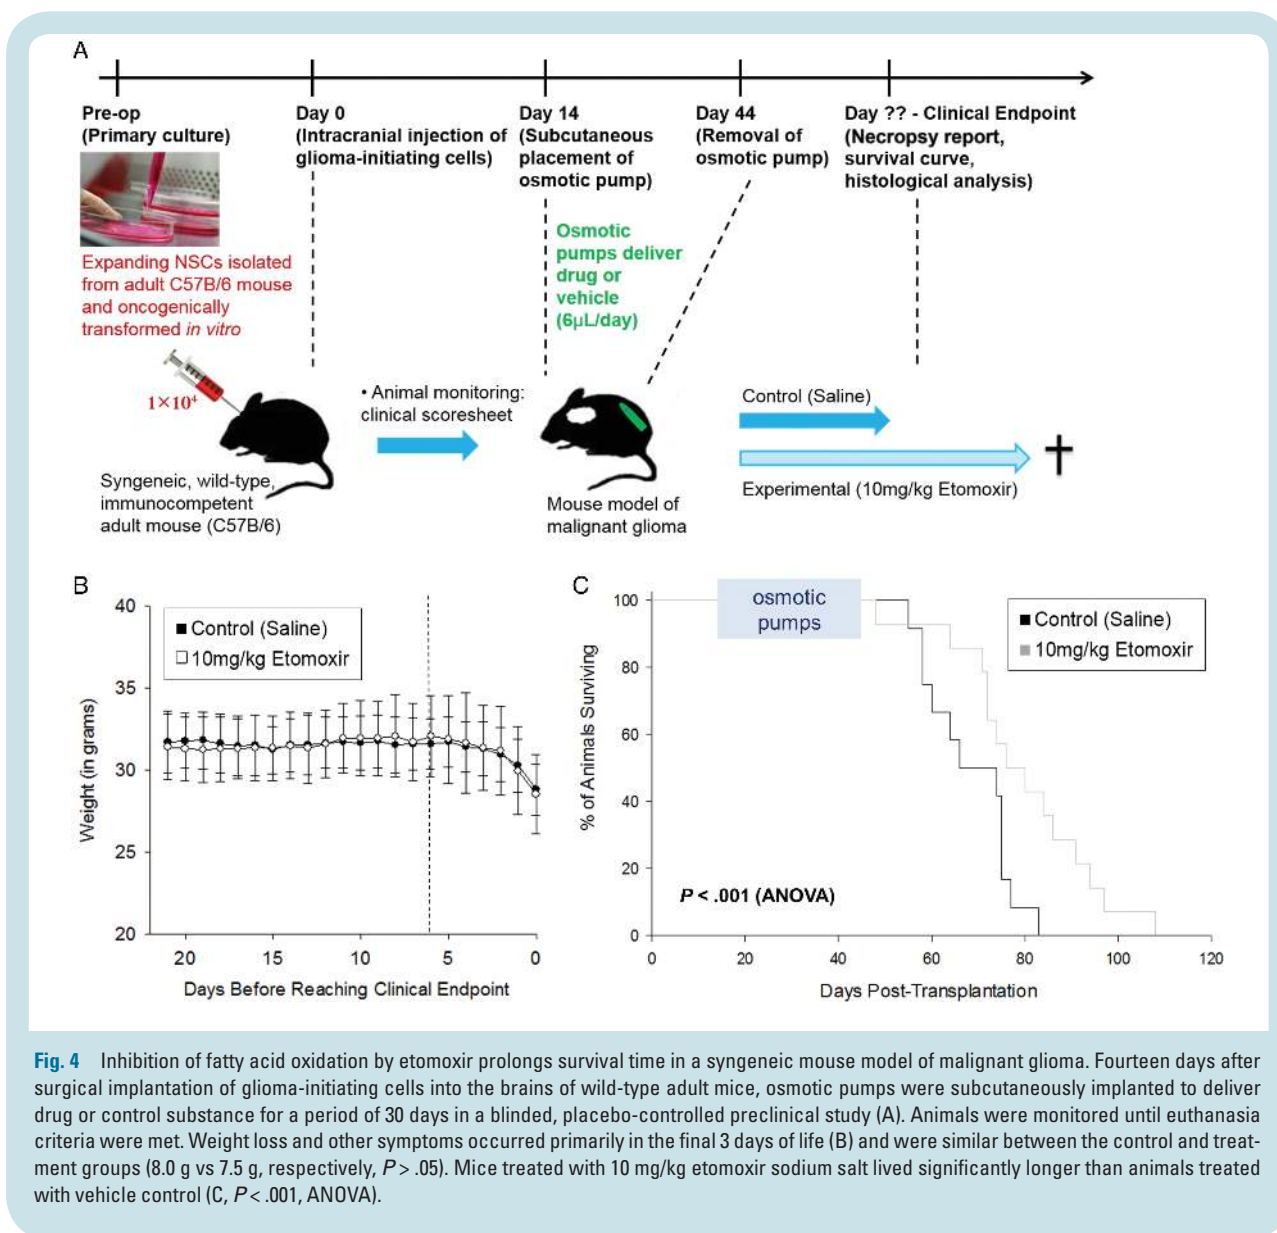 A
Pre-op
(Primary culture)
Day 0
(Intracranial injection of
glioma-initiating cells)
Day 14
(Subcutaneous
placement of
osmotic pump)
Day 44
(Removal of
osmotic pump)
Day ?? - Clinical Endpoint
(Necropsy report,
survival curve,
histological analysis)
Expanding NSCs isolated
from adult C57B/6 mouse
and oncogenically
transformed in vitro
Osmotic
pumps deliver
drug or
vehicle
(6μL/day)
1×10⁴
• Animal monitoring:
clinical scoresheet
Syngeneic, wild-type,
immunocompetent
adult mouse (C57B/6)
Mouse model of
malignant glioma
Control (Saline)
Experimental (10mg/kg Etomoxir)
B
40
35
30
25
20
Weight (in grams)
Control (Saline)
10mg/kg Etomoxir
20 15 10 5 0
Days Before Reaching Clinical Endpoint
C
100
80
60
40
20
0
% of Animals Surviving
osmotic
pumps
Control (Saline)
10mg/kg Etomoxir
P < .001 (ANOVA)
0 20 40 60 80 100 120
Days Post-Transplantation
Fig. 4 Inhibition of fatty acid oxidation by etomoxir prolongs survival time in a syngeneic mouse model of malignant glioma. Fourteen days after
surgical implantation of glioma-initiating cells into the brains of wild-type adult mice, osmotic pumps were subcutaneously implanted to deliver
drug or control substance for a period of 30 days in a blinded, placebo-controlled preclinical study (A). Animals were monitored until euthanasia
criteria were met. Weight loss and other symptoms occurred primarily in the final 3 days of life (B) and were similar between the control and treat-
ment groups (8.0 g vs 7.5 g, respectively, P > .05). Mice treated with 10 mg/kg etomoxir sodium salt lived significantly longer than animals treated
with vehicle control (C, P < .001, ANOVA).